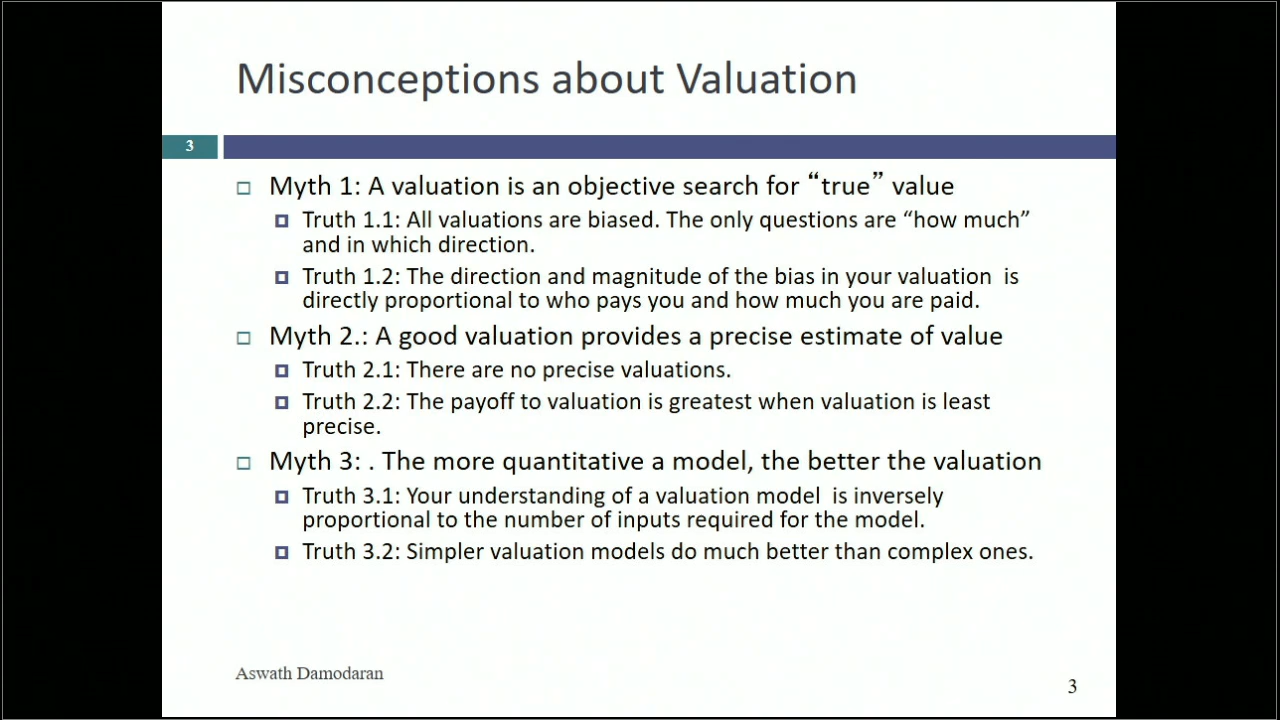 Misconceptions about Valuation
3
Myth 1: A valuation is an objective search for “true” value
Truth 1.1: All valuations are biased. The only questions are “how much”
and in which direction.
Truth 1.2: The direction and magnitude of the bias in your valuation  is
directly proportional to who pays you and how much you are paid.
Myth 2.: A good valuation provides a precise estimate of value
Truth 2.1: There are no precise valuations.
Truth 2.2: The payoff to valuation is greatest when valuation is least
precise.
Myth 3: . The more quantitative a model, the better the valuation
Truth 3.1: Your understanding of a valuation model  is inversely
proportional to the number of inputs required for the model.
Truth 3.2: Simpler valuation models do much better than complex ones.
Aswath Damodaran
3